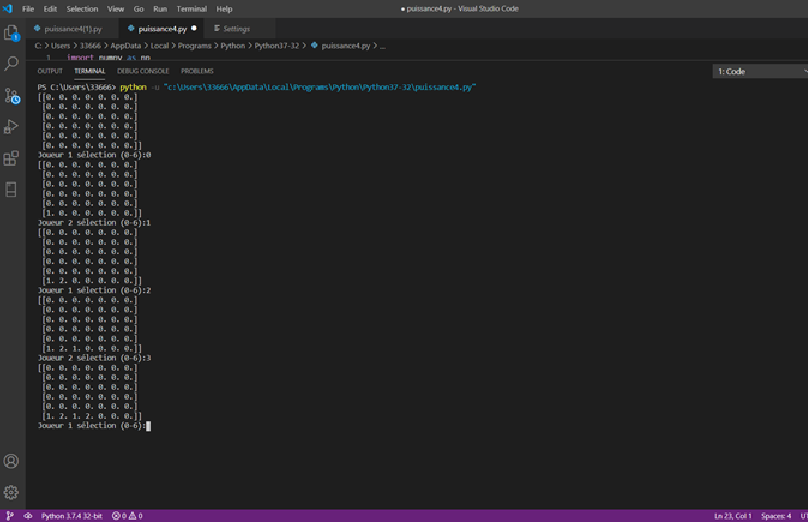 File Edit Selection View Go Run Terminal Help
● puissance4.py - Visual Studio Code
puissance4[1].py puissance4.py ● Settings
C: > Users > 33666 > AppData > Local > Programs > Python > Python37-32 > puissance4.py > ...
1 import numpy as np
OUTPUT TERMINAL DEBUG CONSOLE PROBLEMS
1: Code
PS C:\Users\33666> python -u "c:\Users\33666\AppData\Local\Programs\Python\Python37-32\puissance4.py"
[[0. 0. 0. 0. 0. 0. 0.]
[0. 0. 0. 0. 0. 0. 0.]
[0. 0. 0. 0. 0. 0. 0.]
[0. 0. 0. 0. 0. 0. 0.]
[0. 0. 0. 0. 0. 0. 0.]
[0. 0. 0. 0. 0. 0. 0.]]
Joueur 1 sélection (0-6):0
[[0. 0. 0. 0. 0. 0. 0.]
[0. 0. 0. 0. 0. 0. 0.]
[0. 0. 0. 0. 0. 0. 0.]
[0. 0. 0. 0. 0. 0. 0.]
[0. 0. 0. 0. 0. 0. 0.]
[1. 0. 0. 0. 0. 0. 0.]]
Joueur 2 sélection (0-6):1
[[0. 0. 0. 0. 0. 0. 0.]
[0. 0. 0. 0. 0. 0. 0.]
[0. 0. 0. 0. 0. 0. 0.]
[0. 0. 0. 0. 0. 0. 0.]
[0. 0. 0. 0. 0. 0. 0.]
[1. 2. 0. 0. 0. 0. 0.]]
Joueur 1 sélection (0-6):2
[[0. 0. 0. 0. 0. 0. 0.]
[0. 0. 0. 0. 0. 0. 0.]
[0. 0. 0. 0. 0. 0. 0.]
[0. 0. 0. 0. 0. 0. 0.]
[0. 0. 0. 0. 0. 0. 0.]
[1. 2. 1. 0. 0. 0. 0.]]
Joueur 2 sélection (0-6):3
[[0. 0. 0. 0. 0. 0. 0.]
[0. 0. 0. 0. 0. 0. 0.]
[0. 0. 0. 0. 0. 0. 0.]
[0. 0. 0. 0. 0. 0. 0.]
[0. 0. 0. 0. 0. 0. 0.]
[1. 2. 1. 2. 0. 0. 0.]]
Joueur 1 sélection (0-6):
Python 3.7.4 32-bit 0 0 Ln 23, Col 1 Spaces: 4